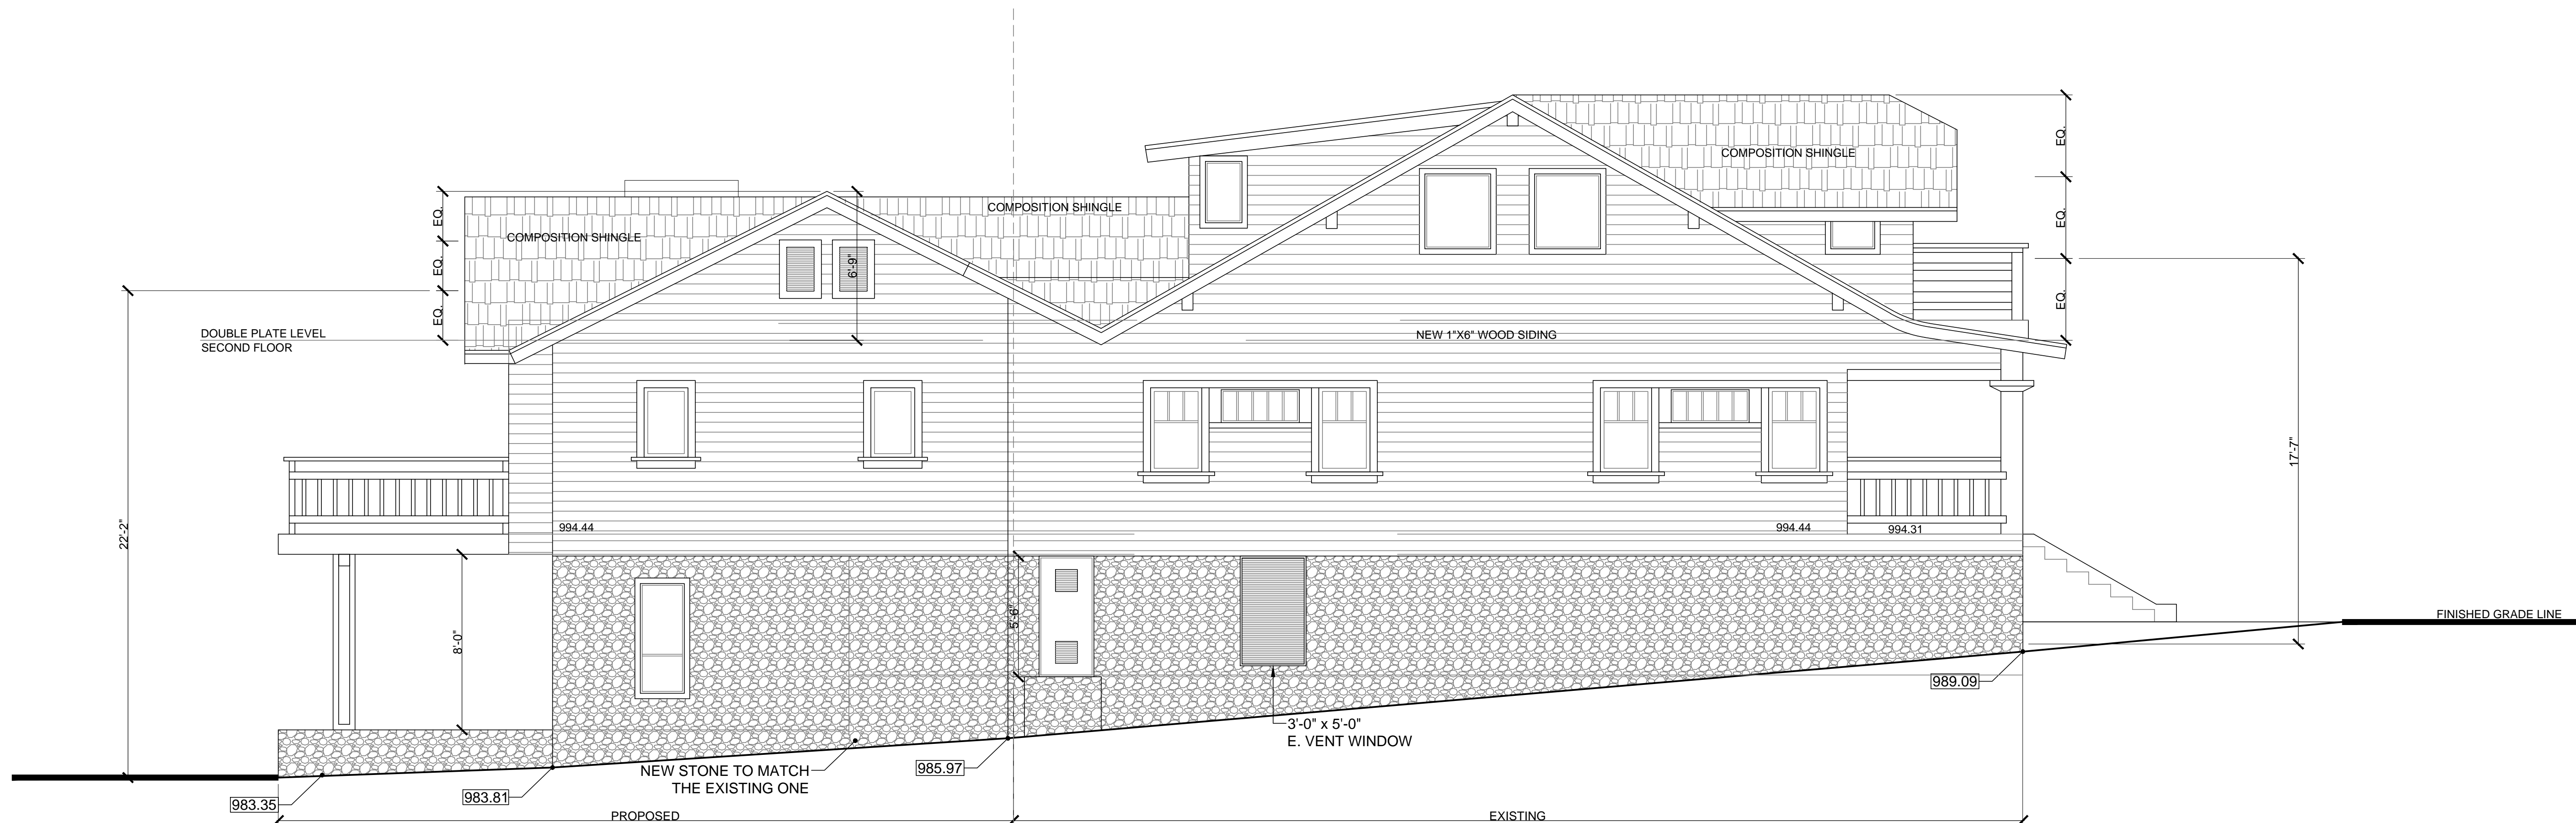 EQ.
COMPOSITION SHINGLE
EQ.
COMPOSITION SHINGLE
EQ.
COMPOSITION SHINGLE
EQ.
6'-9"
EQ.
EQ.
DOUBLE PLATE LEVEL
SECOND FLOOR
NEW 1"X6" WOOD SIDING
17'-7"
22'-2"
994.44
994.44
994.31
8'-0"
5'-6"
FINISHED GRADE LINE
989.09
3'-0" x 5'-0"
E. VENT WINDOW
NEW STONE TO MATCH
THE EXISTING ONE
985.97
983.81
983.35
PROPOSED
EXISTING